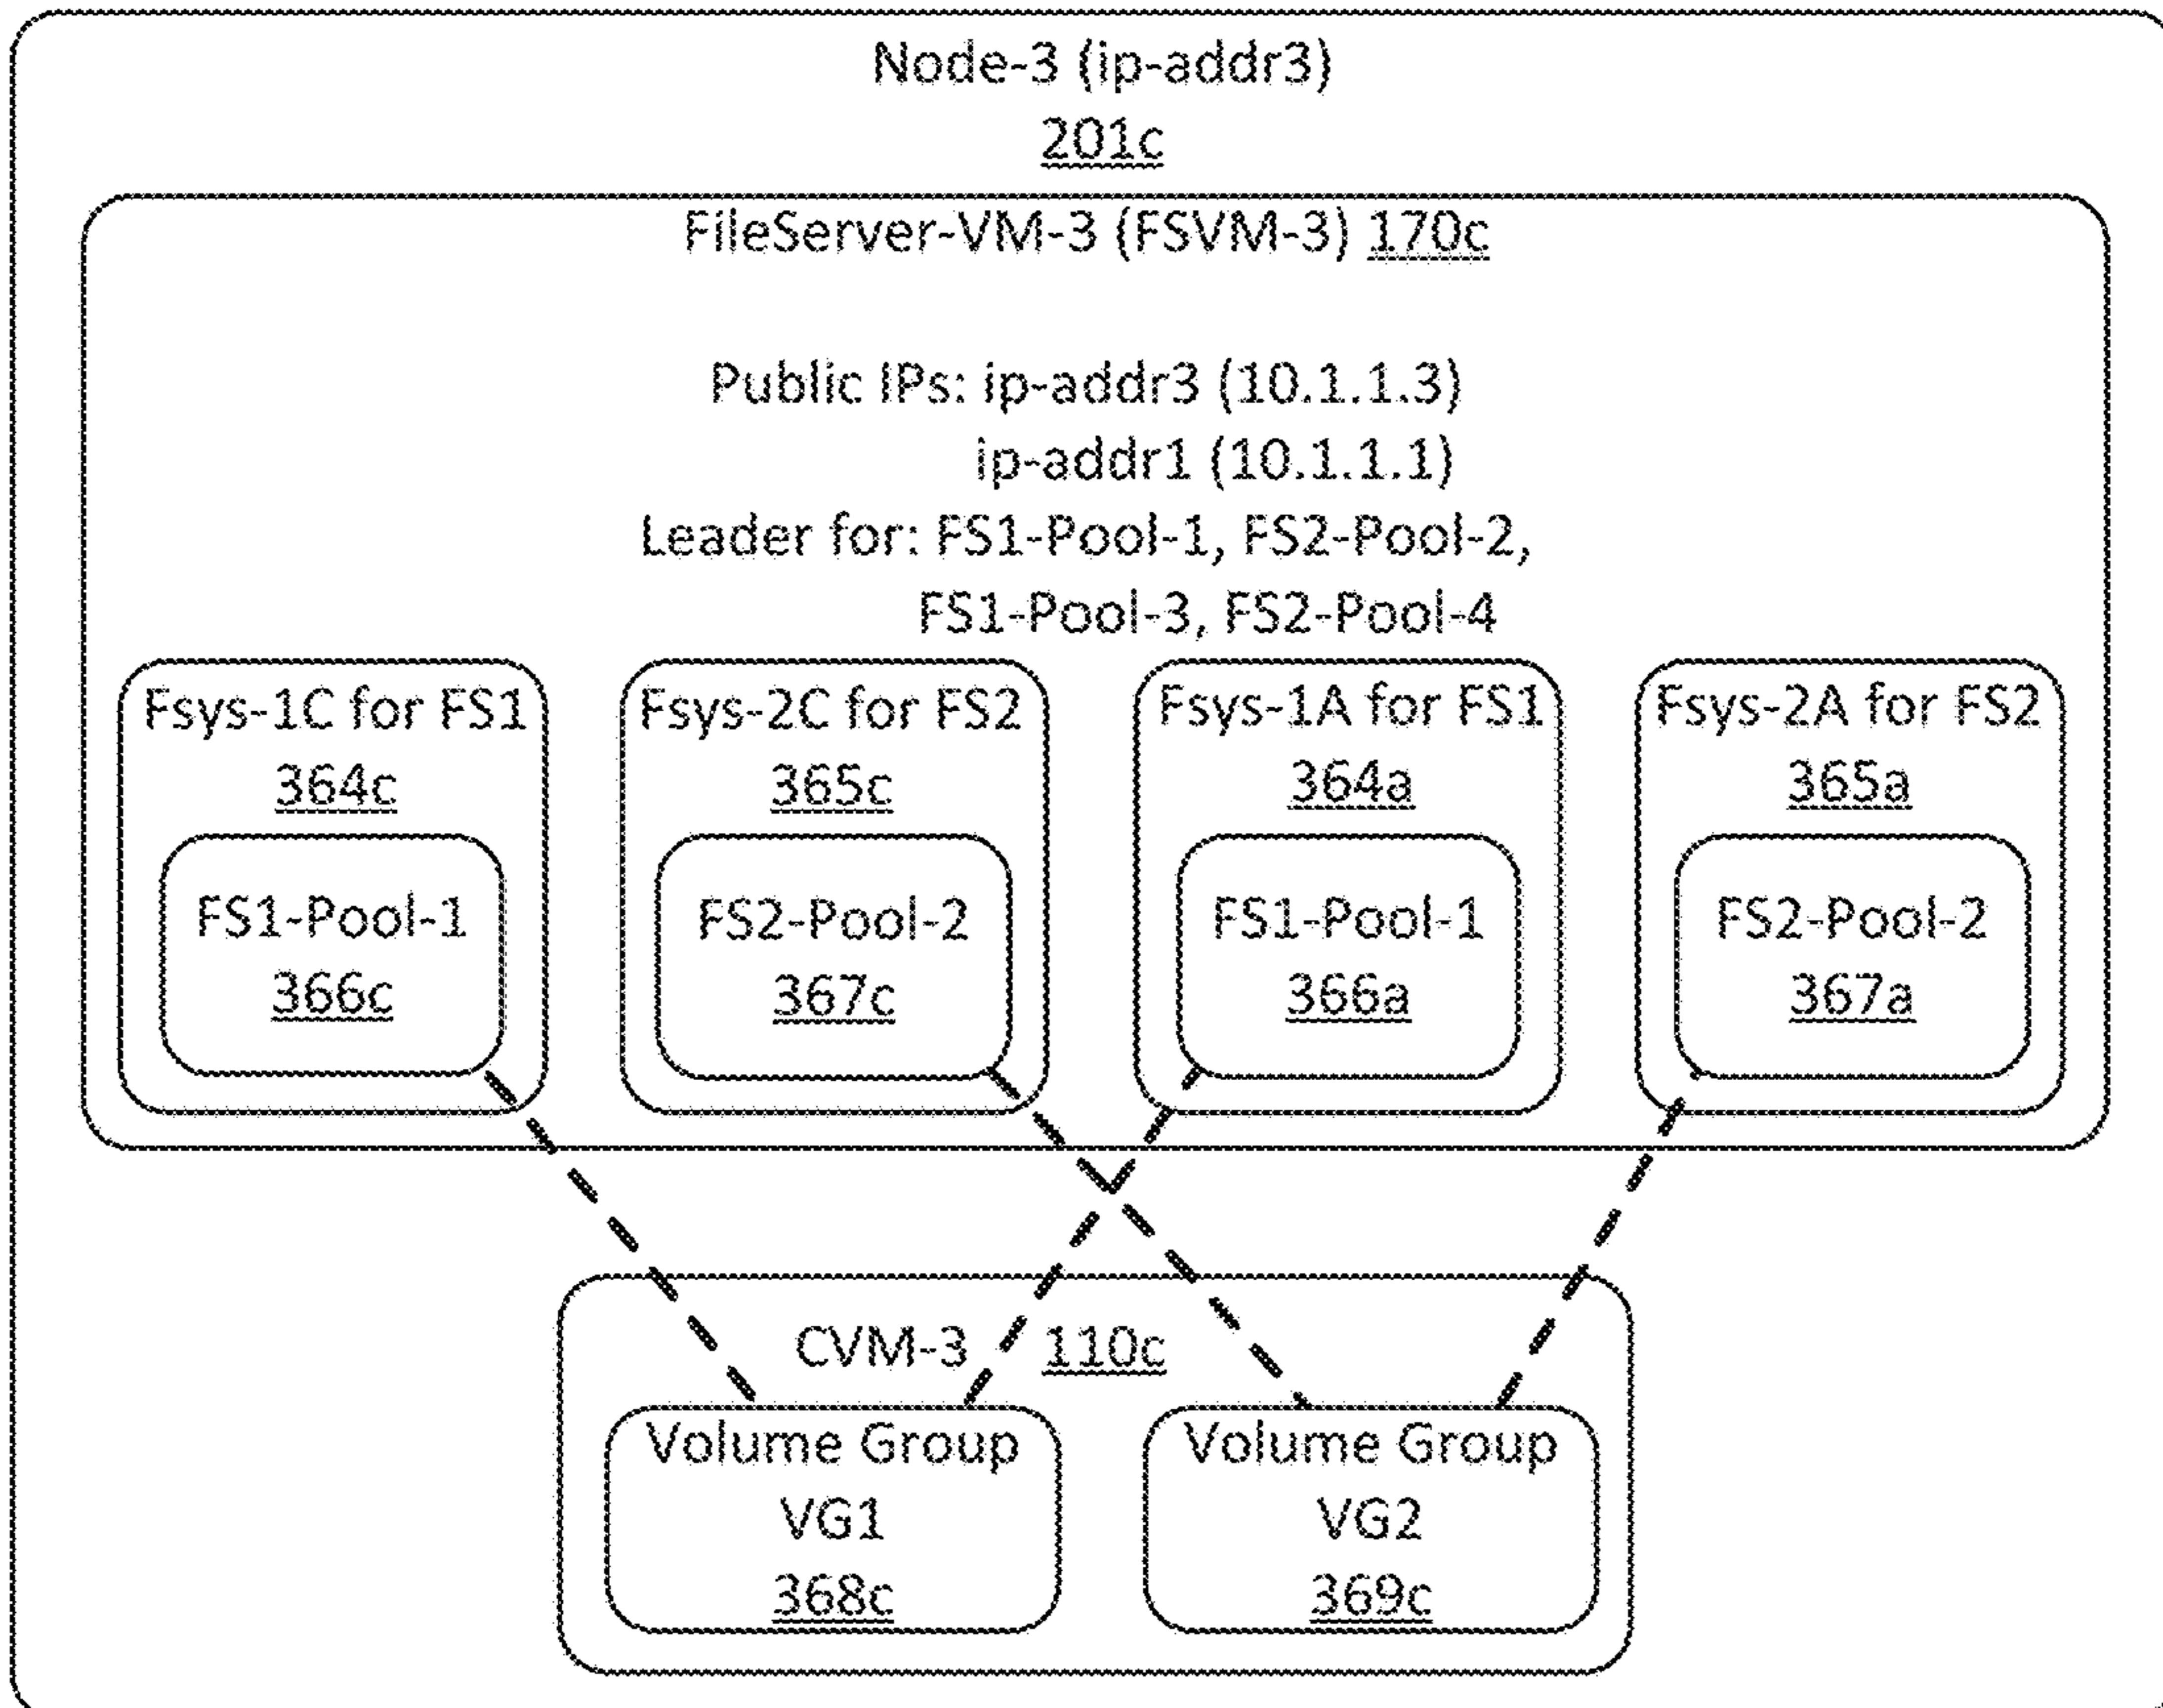 Node-3 (ip-addr3)
201c
FileServer-VM-3 (FSVM-3) 170c
Public IPs: ip-addr3 (10.1.1.3)
ip-addr1 (10.1.1.1)
Leader for: FS1-Pool-1, FS2-Pool-2,
FS1-Pool-3, FS2-Pool-4
Fsys-1C for FS1
364c
FS1-Pool-1
366c
Fsys-2C for FS2
365c
FS2-Pool-2
367c
Fsys-1A for FS1
364a
FS1-Pool-1
366a
Fsys-2A for FS2
365a
FS2-Pool-2
367a
CVM-3 110c
Volume Group
VG1
368c
Volume Group
VG2
369c